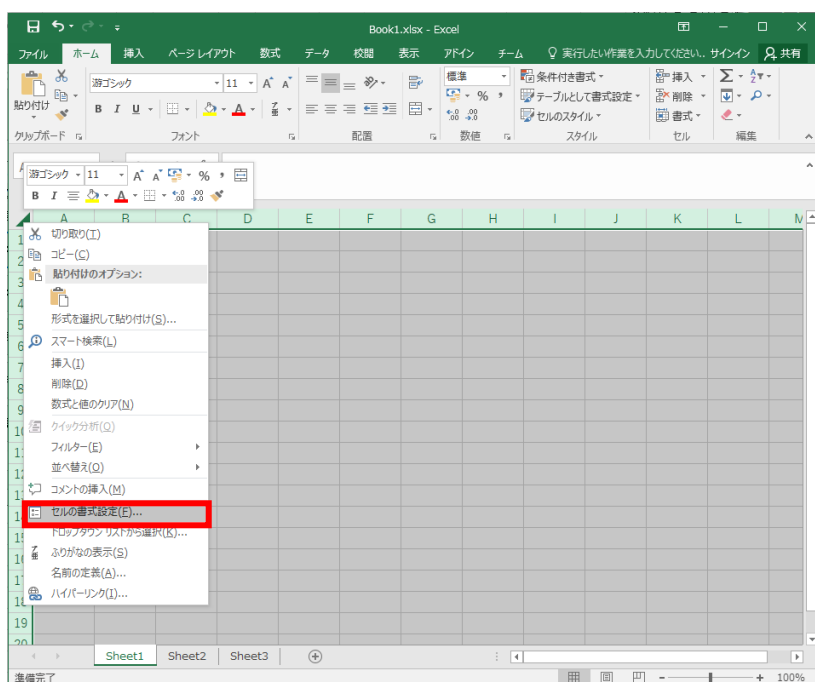 Book1.xlsx - Excel
ファイル ホーム 挿入 ページ レイアウト 数式 データ 校閲 表示 アドイン チーム 実行したい作業を入力してください.. サインイン 共有
游ゴシック 11 A A 標準 条件付き書式 挿入 Σ
貼り付け B I U A % , テーブルとして書式設定 削除
セルのスタイル 書式
クリップボード フォント 配置 数値 スタイル セル 編集
游ゴシック 11 A A % ,
B I A
A B C D E F G H I J K L M
切り取り(T)
コピー(C)
貼り付けのオプション:
形式を選択して貼り付け(S)...
スマート検索(L)
挿入(I)
削除(D)
数式と値のクリア(N)
クイック分析(Q)
フィルター(E)
並べ替え(O)
コメントの挿入(M)
セルの書式設定(F)...
ドロップダウン リストから選択(K)...
ふりがなの表示(S)
名前の定義(A)...
ハイパーリンク(I)...
1
2
3
4
5
6
7
8
9
18
19
20
Sheet1 Sheet2 Sheet3
準備完了 100%